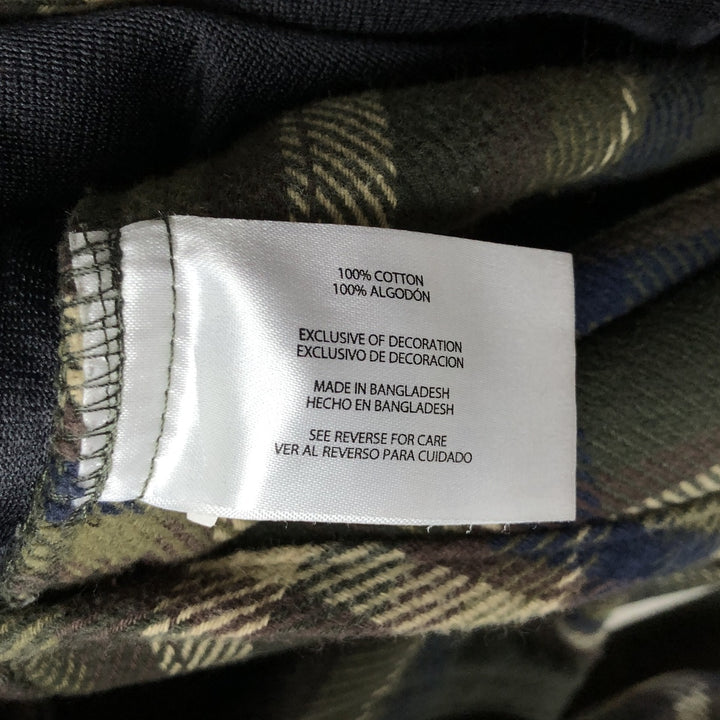 100% COTTON
100% ALGODÓN
EXCLUSIVE OF DECORATION
EXCLUSIVO DE DECORACION
MADE IN BANGLADESH
HECHO EN BANGLADESH
SEE REVERSE FOR CARE
VER AL REVERSO PARA CUIDADO